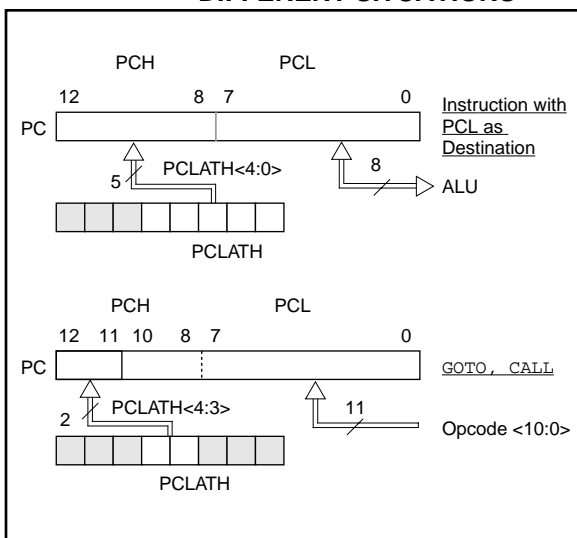 PCH PCL
12 8 7 0
Instruction with
PCL as
Destination
PC
5 PCLATH<4:0> 8
ALU
PCLATH
PCH PCL
12 11 10 8 7 0
PC GOTO, CALL
2 PCLATH<4:3> 11
Opcode <10:0>
PCLATH